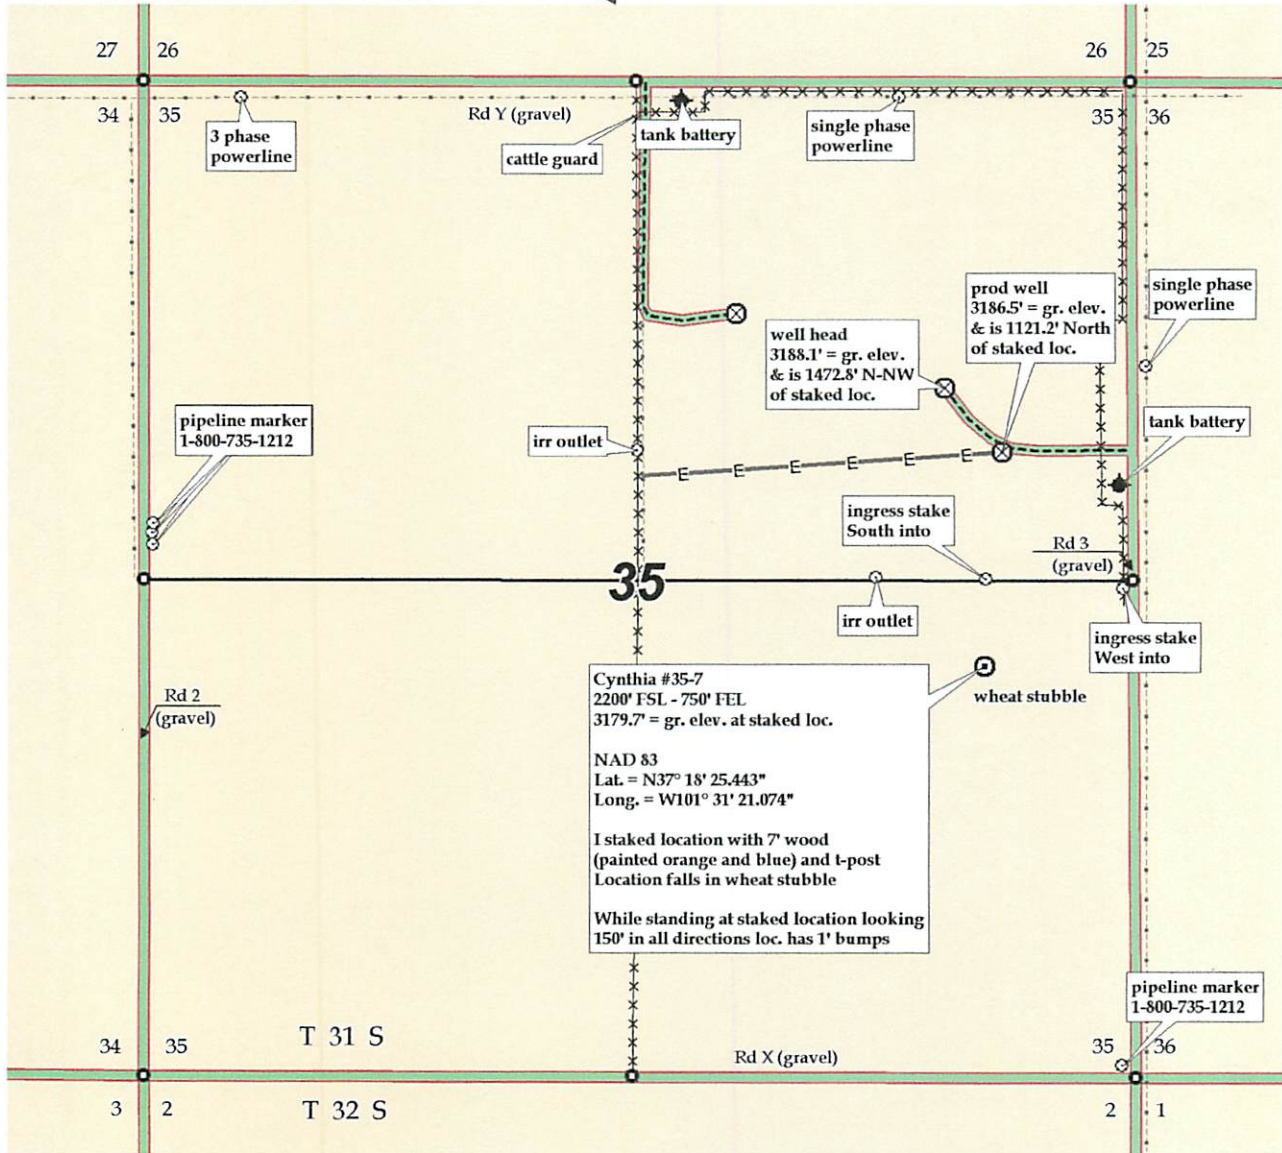 27 26
26 25
34 35
35 36
3 phase
powerline
Rd Y (gravel)
cattle guard
tank battery
single phase
powerline
single phase
powerline
prod well
3186.5' = gr. elev.
& is 1121.2' North
of staked loc.
well head
3188.1' = gr. elev.
& is 1472.8' N-NW
of staked loc.
pipeline marker
1-800-735-1212
irr outlet
tank battery
E E E E E E
ingress stake
South into
Rd 3
(gravel)
35
irr outlet
ingress stake
West into
wheat stubble
Rd 2
(gravel)
Cynthia #35-7
2200' FSL - 750' FEL
3179.7' = gr. elev. at staked loc.
NAD 83
Lat. = N37° 18' 25.443"
Long. = W101° 31' 21.074"
I staked location with 7' wood
(painted orange and blue) and t-post
Location falls in wheat stubble
While standing at staked location looking
150' in all directions loc. has 1' bumps
pipeline marker
1-800-735-1212
34 35
T 31 S
Rd X (gravel)
35 36
3 2
T 32 S
2 1